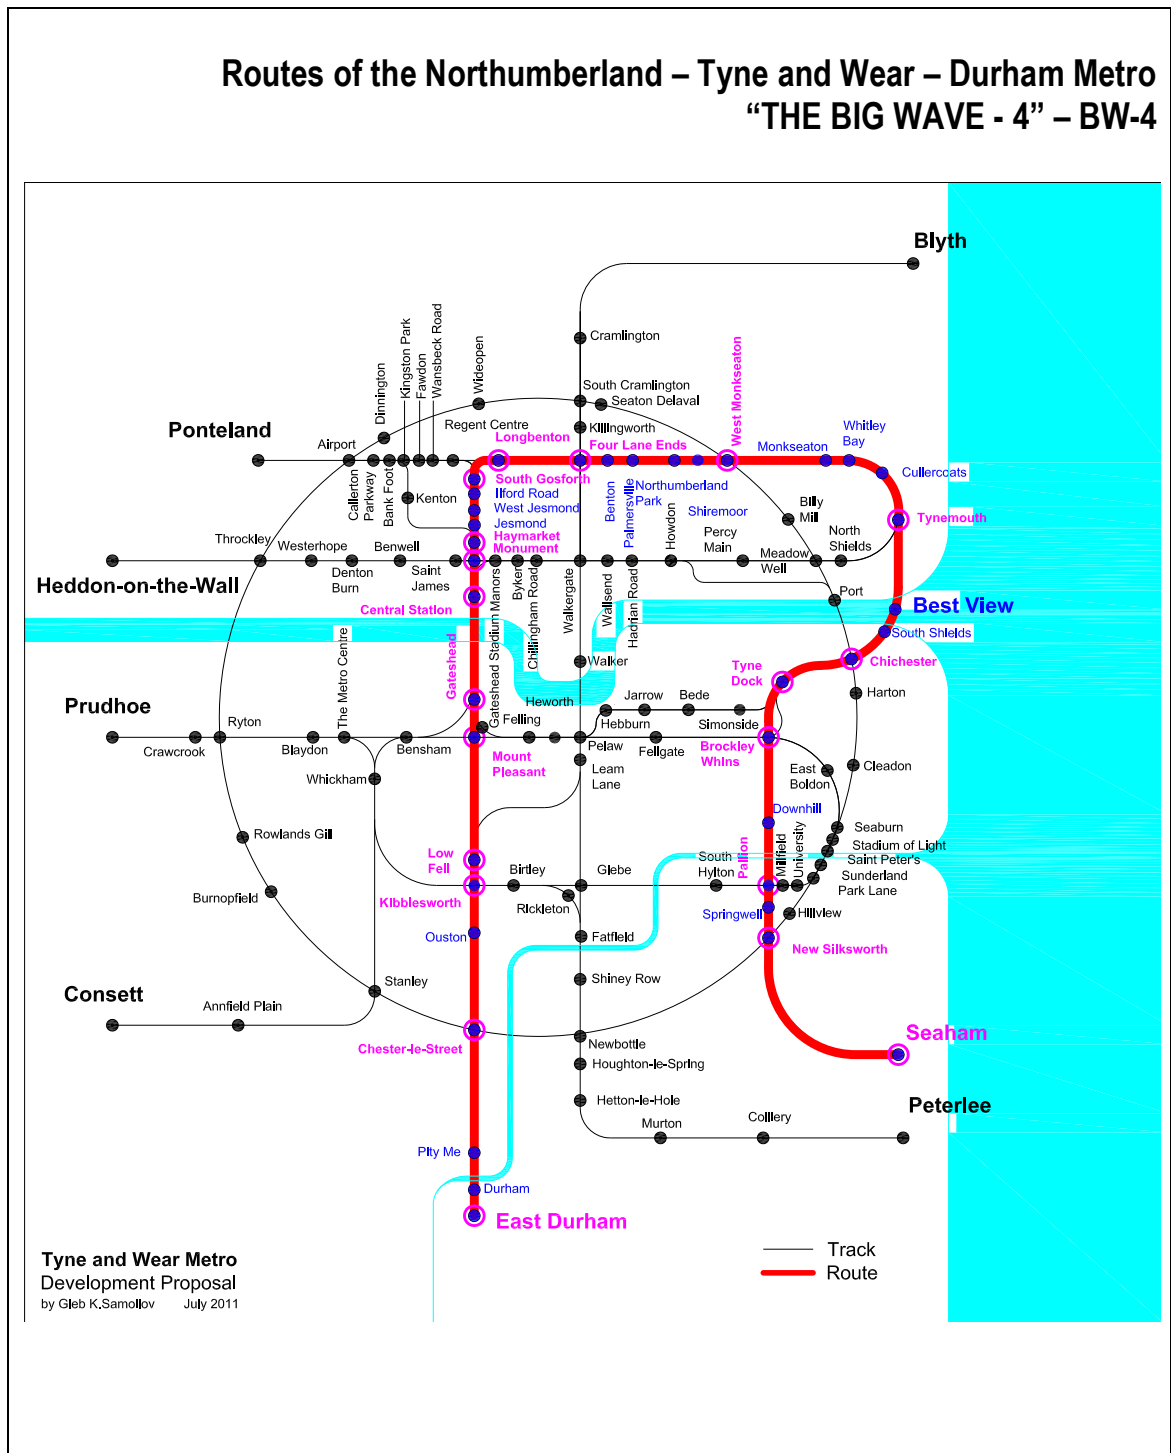 Routes of the Northumberland – Tyne and Wear – Durham Metro
“THE BIG WAVE - 4” – BW-4
Blyth
Cramlington
South Cramlington
Seaton Delaval
Killingworth
Wideopen
Dinnington
Kingston Park
Fawdon
Wansbeck Road
Regent Centre
Ponteland
Airport
Callerton
Parkway
Bank Foot
Kenton
Longbenton
Four Lane Ends
West Monkseaton
Monkseaton
Whitley
Bay
Cullercoats
South Gosforth
Ilford Road
West Jesmond
Jesmond
Haymarket
Monument
Benton
Palmersville
Northumberland
Park
Shiremoor
Billy
Mill
Tynemouth
Throckley
Westerhope
Benwell
Heddon-on-the-Wall
Denton
Burn
Saint
James
Manors
Byker
Chillingham Road
Walkergate
Wallsend
Hadrian Road
Howdon
Percy
Main
Meadow
Well
North
Shields
Port
Central Station
Best View
South Shields
Chichester
Walker
Gateshead
Gateshead Stadium
Tyne
Dock
Harton
Prudhoe
Crawcrook
Ryton
Blaydon
The Metro Centre
Bensham
Whickham
Mount
Pleasant
Felling
Heworth
Pelaw
Hebburn
Jarrow
Bede
Simonside
Fellgate
Brockley
Whins
Leam
Lane
East
Boldon
Cleadon
Downhill
Seaburn
Stadium of Light
Saint Peter's
Sunderland
Park Lane
Rowlands Gill
Burnopfield
Low
Fell
Kibblesworth
Birtley
Rickleton
Glebe
South
Hylton
Pallion
Millfield
University
Springwell
Hillview
New Silksworth
Ouston
Fatfield
Shiney Row
Consett
Annfield Plain
Stanley
Chester-le-Street
Newbottle
Houghton-le-Spring
Hetton-le-Hole
Seaham
Peterlee
Murton
Colliery
Pity Me
Durham
East Durham
Track
Route
Tyne and Wear Metro
Development Proposal
by Gleb K.Samoilov July 2011